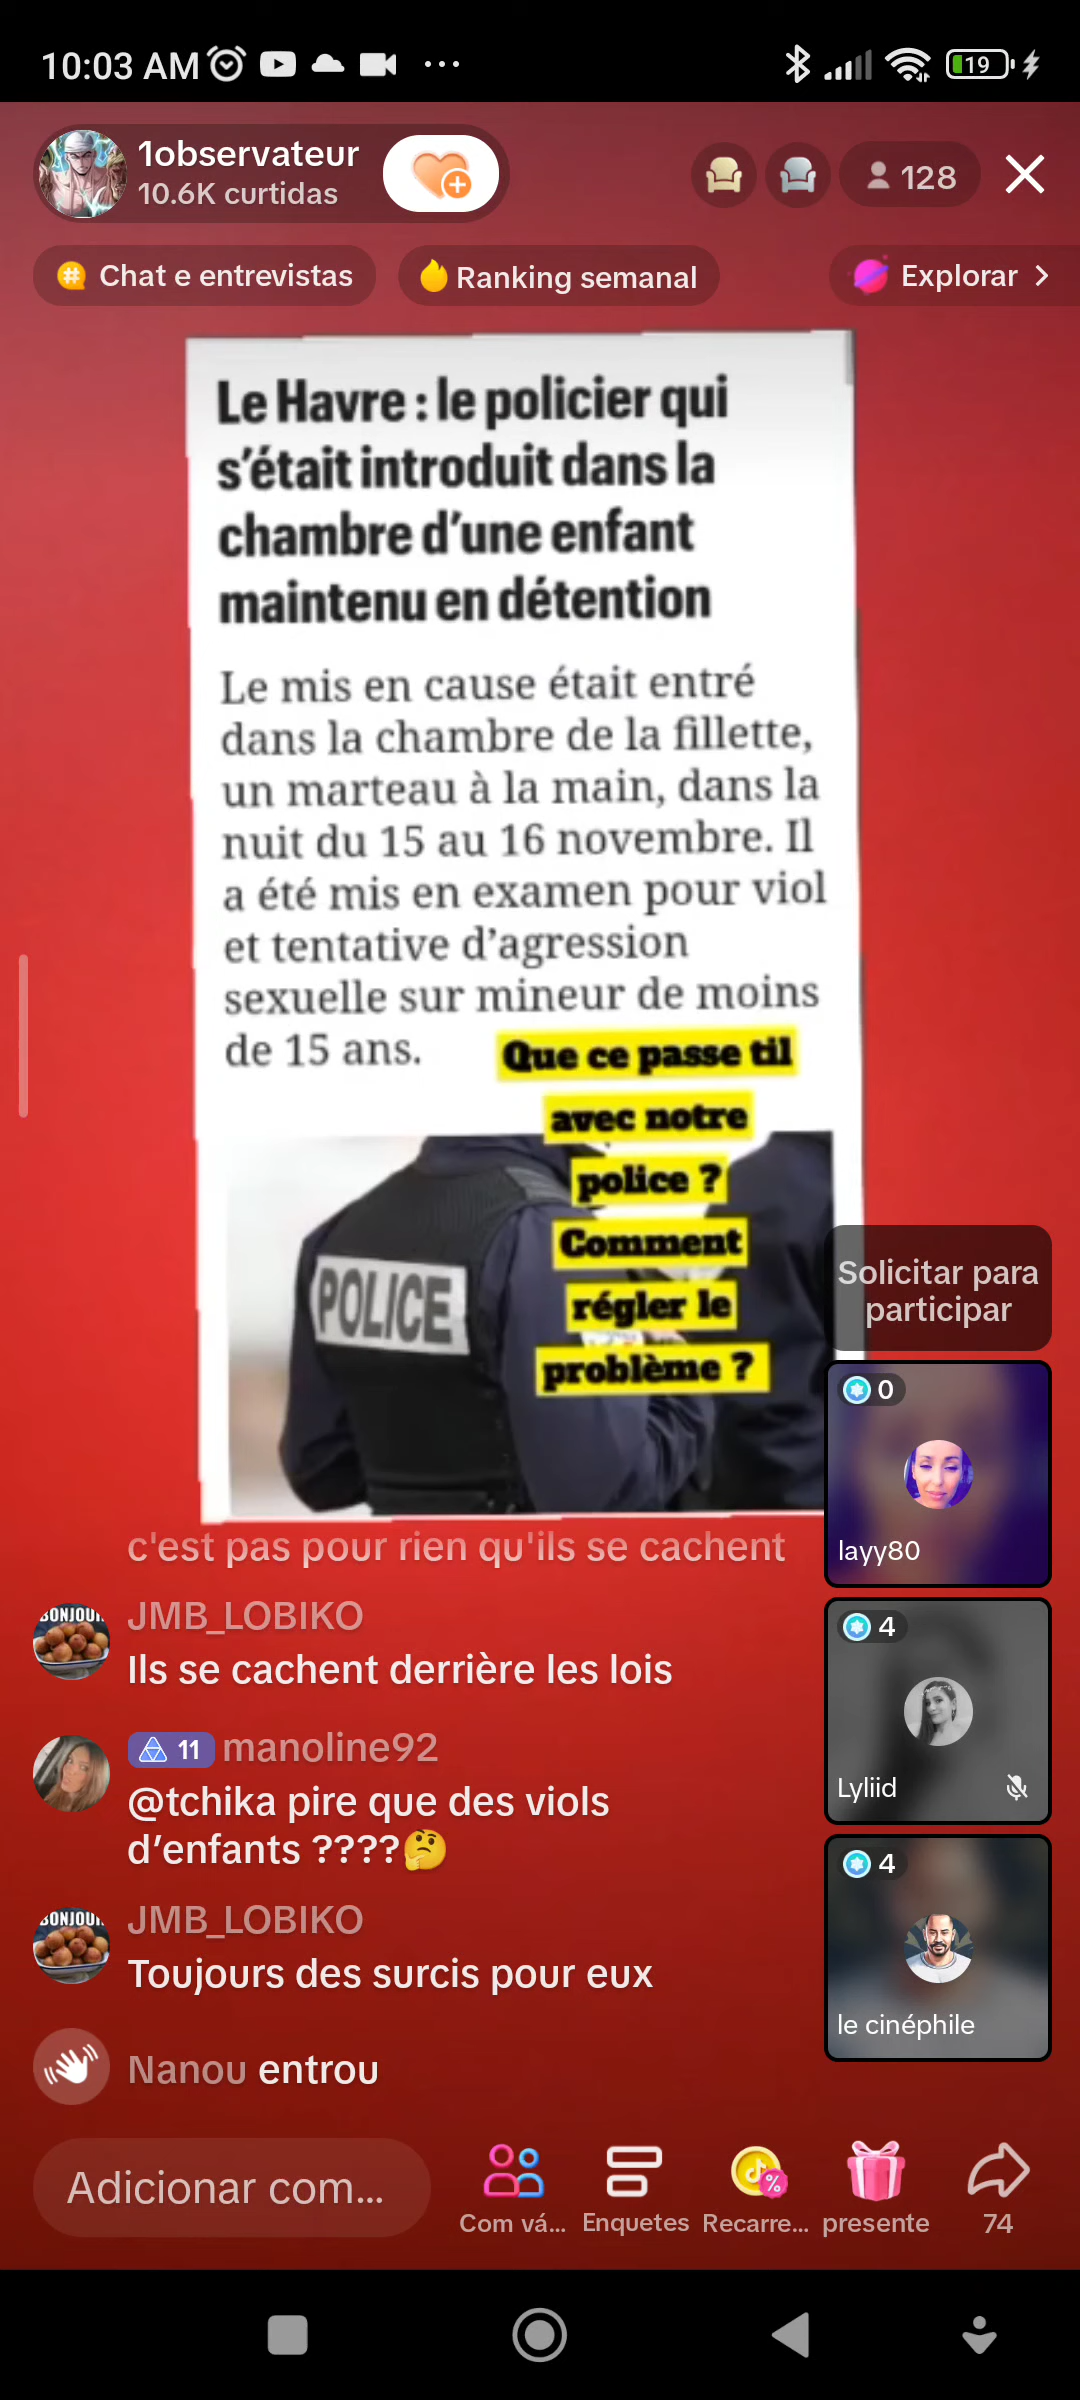 10:03 AM
19
1observateur
10.6K curtidas
128
Chat e entrevistas
Ranking semanal
Explorar
Le Havre : le policier qui
s’était introduit dans la
chambre d’une enfant
maintenu en détention
Le mis en cause était entré
dans la chambre de la fillette,
un marteau à la main, dans la
nuit du 15 au 16 novembre. Il
a été mis en examen pour viol
et tentative d’agression
sexuelle sur mineur de moins
de 15 ans.
Que ce passe til
avec notre
police ?
Comment
régler le
problème ?
POLICE
Solicitar para
participar
0
layy80
4
Lyliid
4
le cinéphile
c'est pas pour rien qu'ils se cachent
BONJOUR
JMB_LOBIKO
Ils se cachent derrière les lois
11 manoline92
@tchika pire que des viols
d’enfants ????🤔
BONJOUR
JMB_LOBIKO
Toujours des surcis pour eux
Nanou entrou
Adicionar com...
Com vá...
Enquetes
%
Recarre...
presente
74